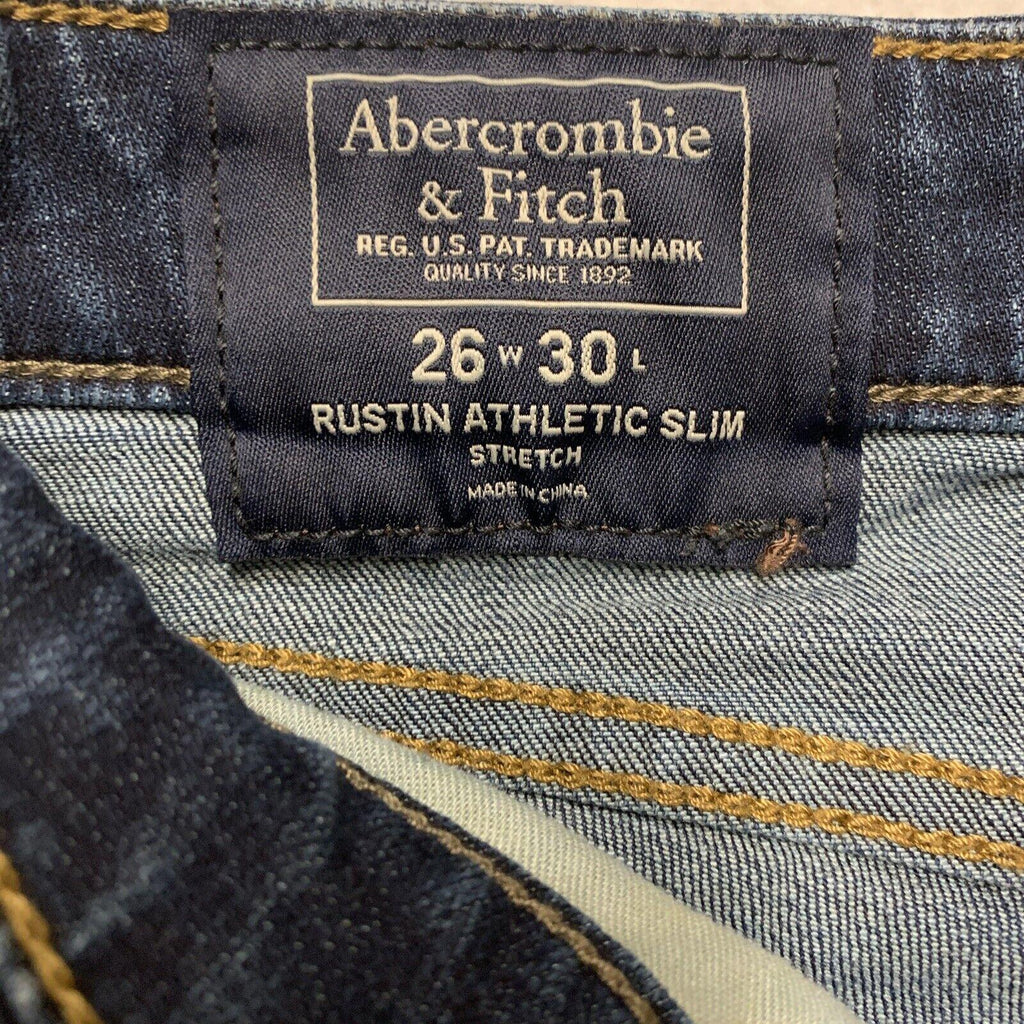 Abercrombie
& Fitch
REG. U.S. PAT. TRADEMARK
QUALITY SINCE 1892
26 W 30 L
RUSTIN ATHLETIC SLIM
STRETCH
MADE IN CHINA